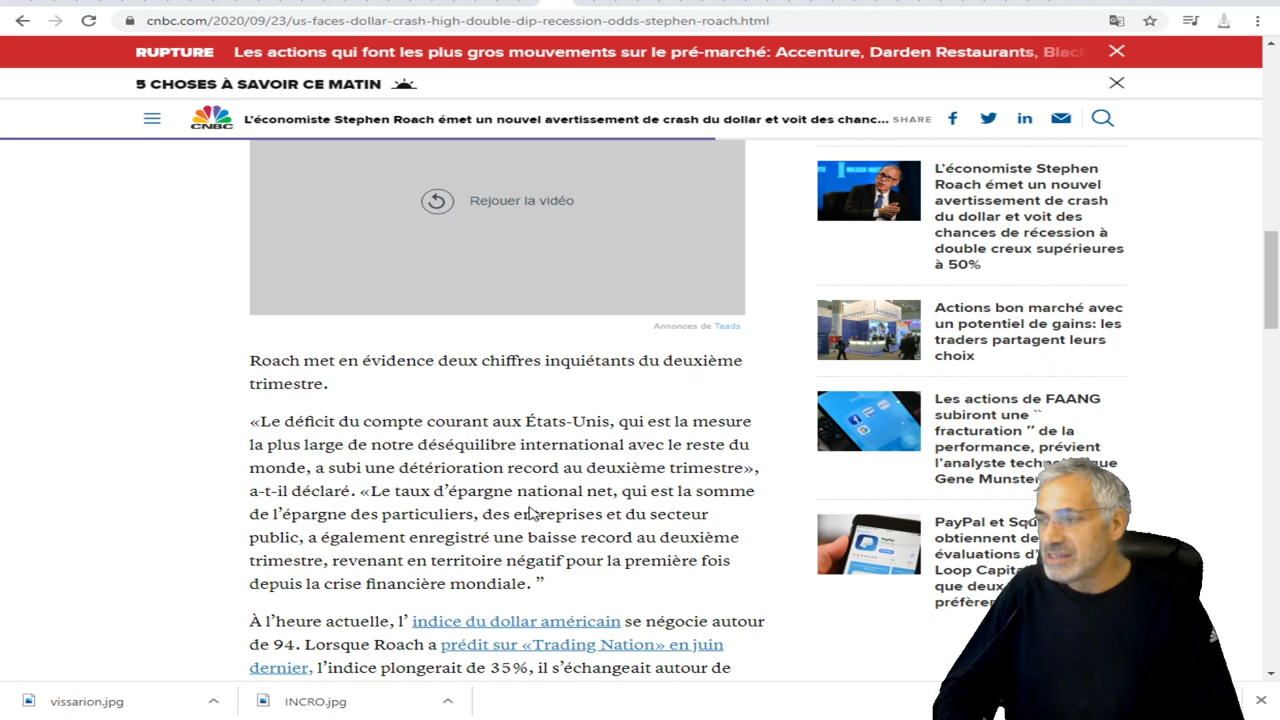 cnbc.com/2020/09/23/us-faces-dollar-crash-high-double-dip-recession-odds-stephen-roach.html
RUPTURE Les actions qui font les plus gros mouvements sur le pré-marché: Accenture, Darden Restaurants,
5 CHOSES À SAVOIR CE MATIN
CNBC
L'économiste Stephen Roach émet un nouvel avertissement de crash du dollar et voit des chanc... SHARE
Rejouer la vidéo
Annonces de Teads
Roach met en évidence deux chiffres inquiétants du deuxième
trimestre.
«Le déficit du compte courant aux États-Unis, qui est la mesure
la plus large de notre déséquilibre international avec le reste du
monde, a subi une détérioration record au deuxième trimestre»,
a-t-il déclaré. «Le taux d'épargne national net, qui est la somme
de l'épargne des particuliers, des entreprises et du secteur
public, a également enregistré une baisse record au deuxième
trimestre, revenant en territoire négatif pour la première fois
depuis la crise financière mondiale. ”
À l'heure actuelle, l' indice du dollar américain se négocie autour
de 94. Lorsque Roach a prédit sur «Trading Nation» en juin
dernier, l'indice plongerait de 35%, il s'échangeait autour de
L'économiste Stephen
Roach émet un nouvel
avertissement de crash
du dollar et voit des
chances de récession à
double creux supérieures
à 50%
Actions bon marché avec
un potentiel de gains: les
traders partagent leurs
choix
Les actions de FAANG
subiront une ``
fracturation ″ de la
performance, prévient
l'analyste
Gene
PayPal et
obtiennent
évaluations
Loop
que deux
vissarion.jpg
INCRO.jpg